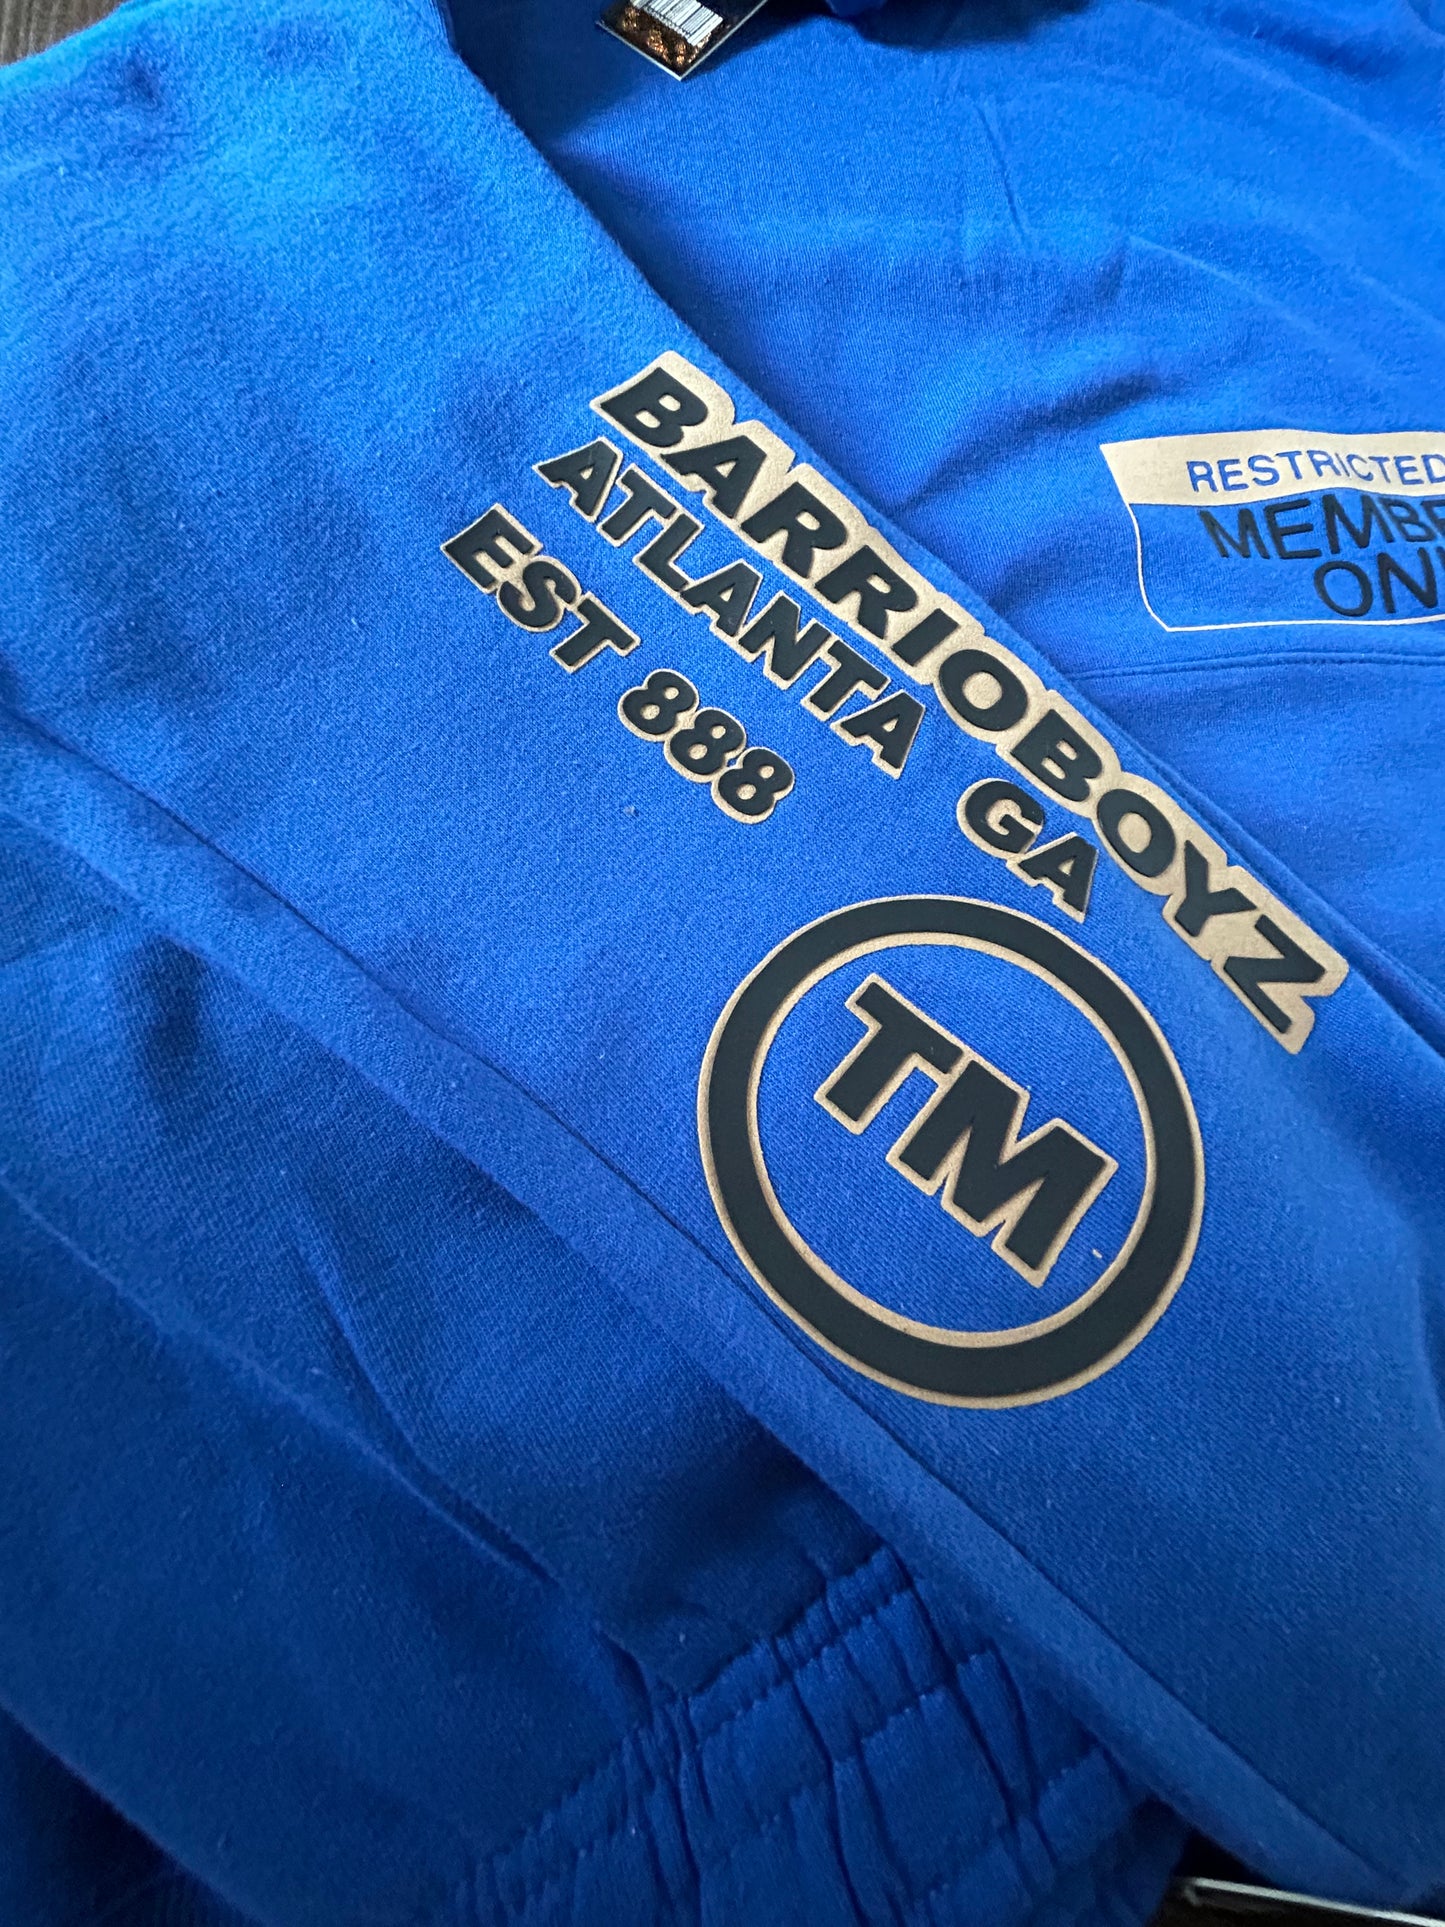 BARRIOBOYZ
ATLANTA GA
EST 888
TM
RESTRICTED